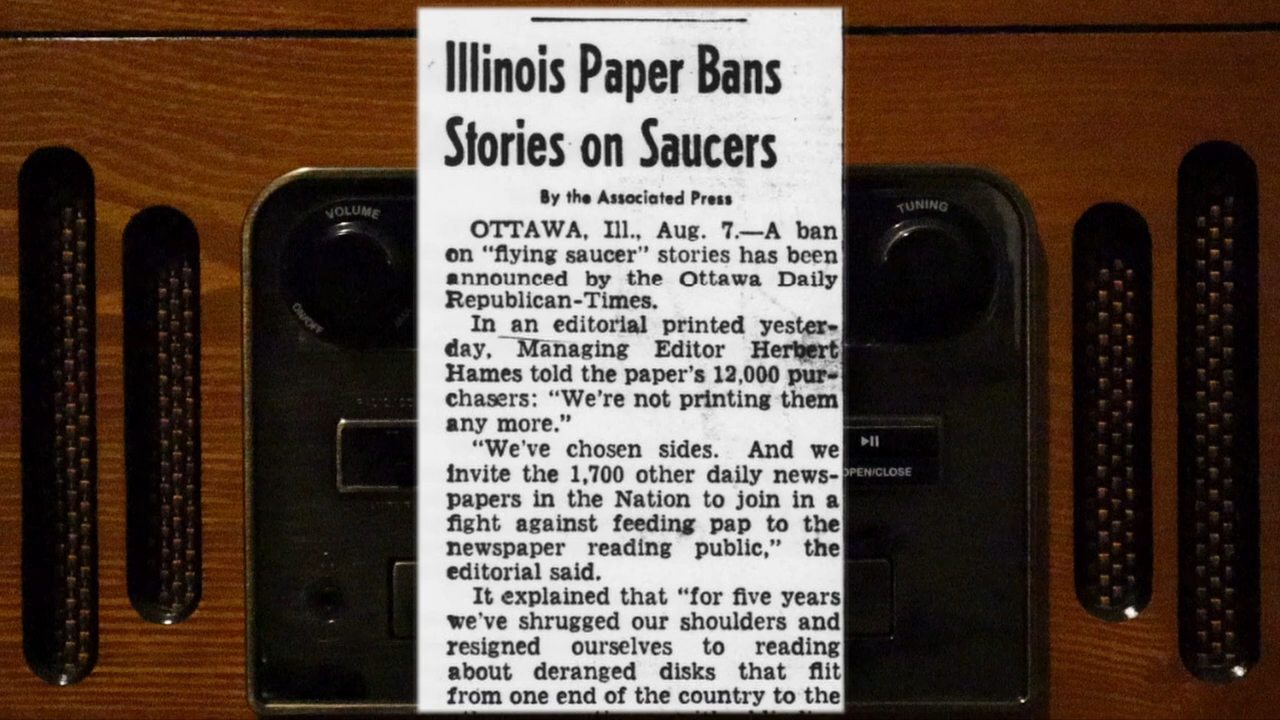 Illinois Paper Bans
Stories on Saucers
By the Associated Press
OTTAWA, Ill., Aug. 7.—A ban
on “flying saucer” stories has been
announced by the Ottawa Daily
Republican-Times.
In an editorial printed yester-
day, Managing Editor Herbert
Hames told the paper's 12,000 pur-
chasers: “We're not printing them
any more.”
“We've chosen sides. And we
invite the 1,700 other daily news-
papers in the Nation to join in a
fight against feeding pap to the
newspaper reading public,” the
editorial said.
It explained that “for five years
we've shrugged our shoulders and
resigned ourselves to reading
about deranged disks that flit
from one end of the country to the
VOLUME
ON/OFF
TUNING
OPEN/CLOSE